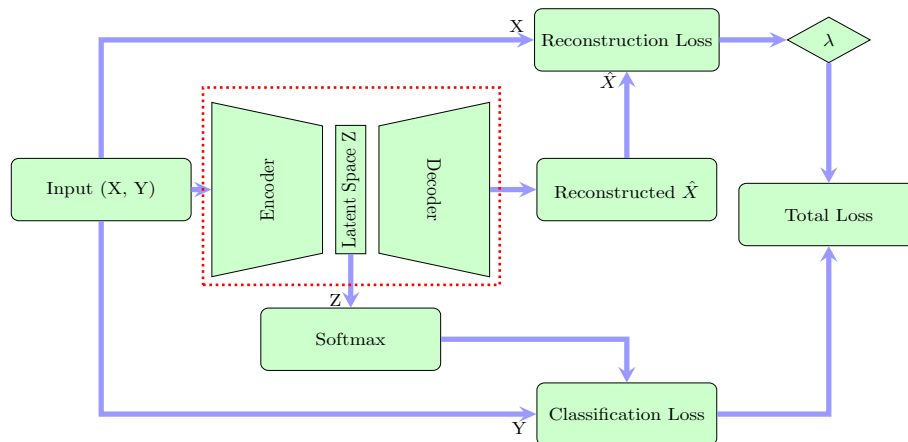 X
Reconstruction Loss
λ
X̂
Input (X, Y)
Encoder
Latent Space Z
Decoder
Reconstructed X̂
Total Loss
Z
Softmax
Classification Loss
Y